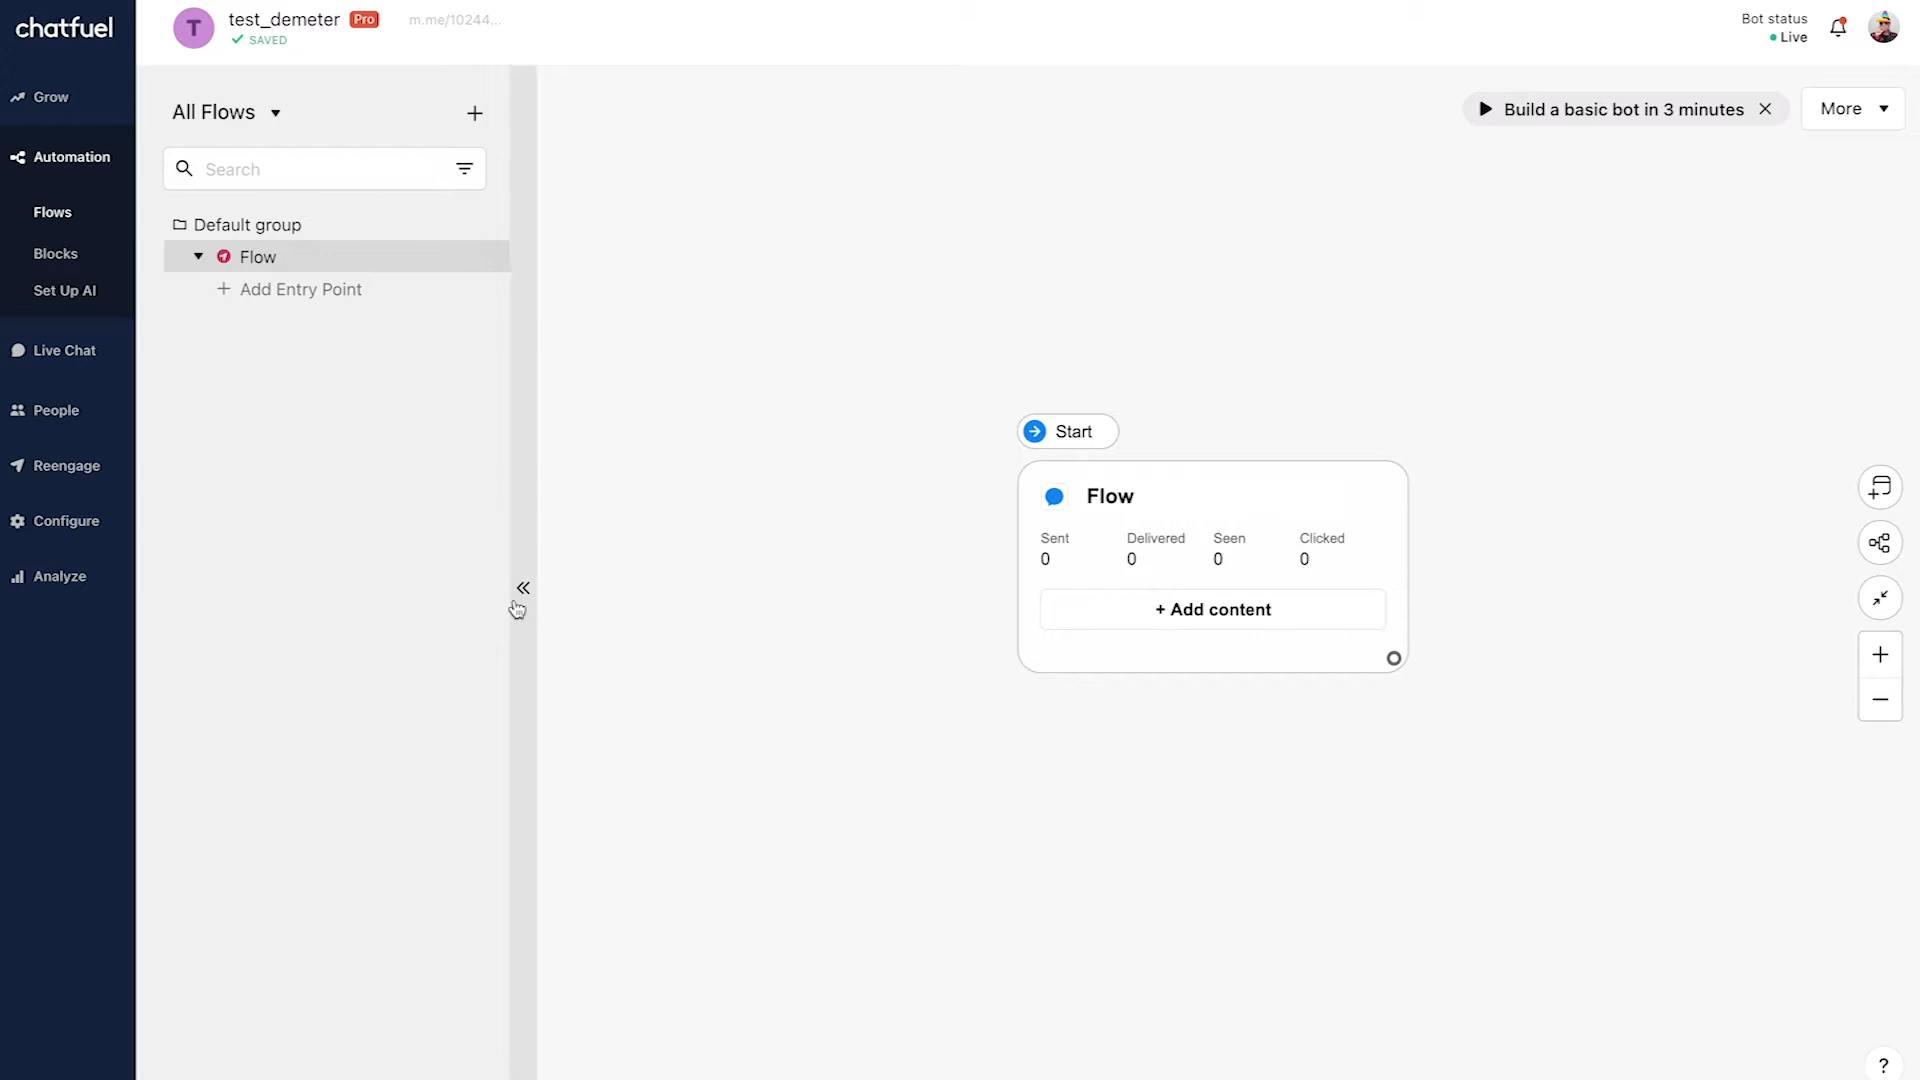 chatfuel
T
test_demeter Pro m.me/10244...
SAVED
Bot status
Live
Grow
Automation
Flows
Blocks
Set Up AI
Live Chat
People
Reengage
Configure
Analyze
All Flows
Search
Default group
Flow
Add Entry Point
Build a basic bot in 3 minutes
More
Start
Flow
Sent Delivered Seen Clicked
0 0 0 0
+ Add content
?